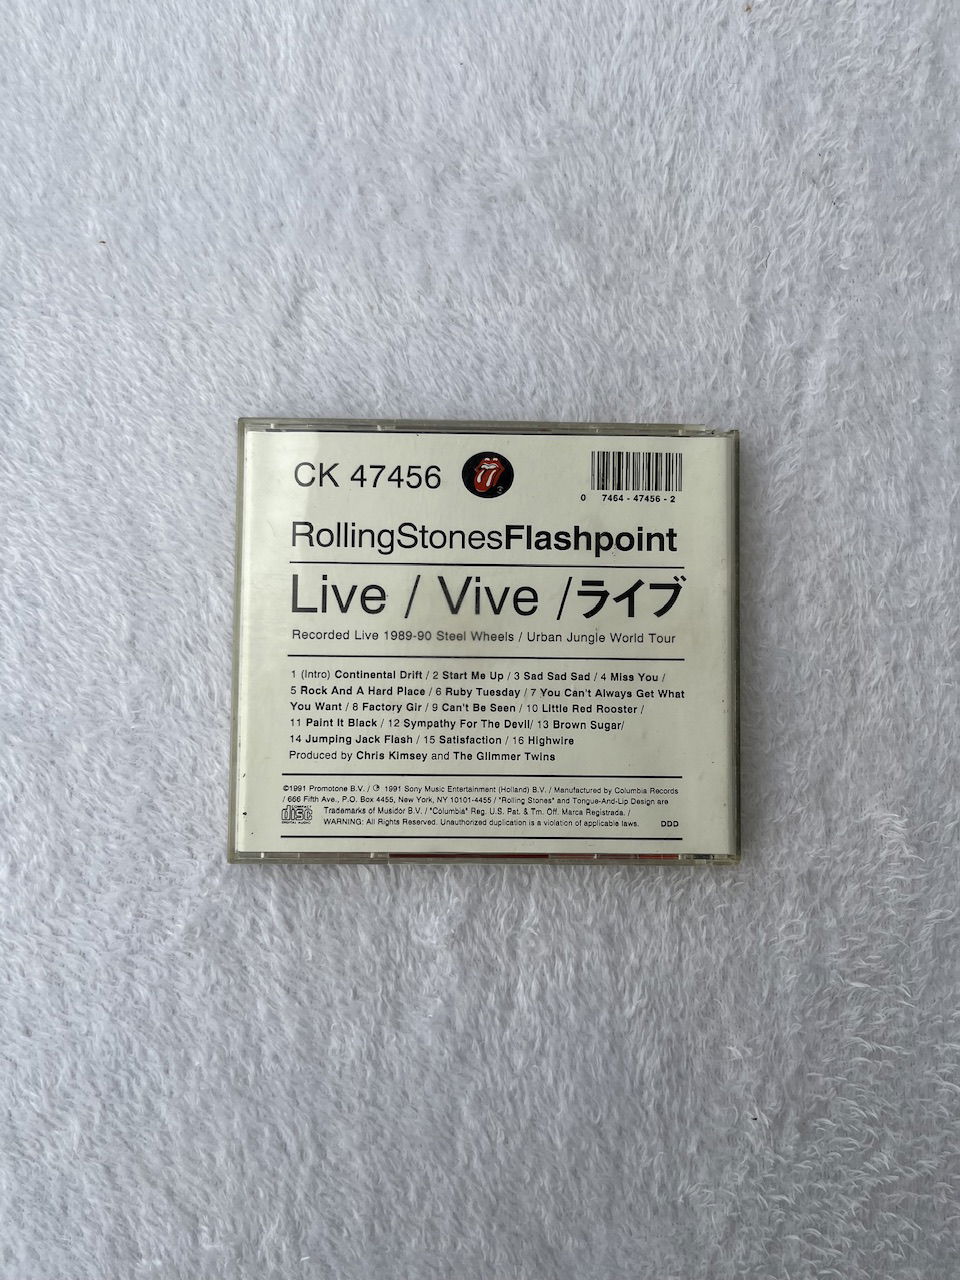 CK 47456
0 7464 - 47456 - 2
RollingStonesFlashpoint
Live / Vive /ライブ
Recorded Live 1989-90 Steel Wheels / Urban Jungle World Tour
1 (Intro) Continental Drift / 2 Start Me Up / 3 Sad Sad Sad / 4 Miss You /
5 Rock And A Hard Place / 6 Ruby Tuesday / 7 You Can't Always Get What
You Want / 8 Factory Girl / 9 Can't Be Seen / 10 Little Red Rooster /
11 Paint It Black / 12 Sympathy For The Devil/ 13 Brown Sugar/
14 Jumping Jack Flash / 15 Satisfaction / 16 Highwire
Produced by Chris Kimsey and The Glimmer Twins
©1991 Promotone B.V. / ℗ 1991 Sony Music Entertainment (Holland) B.V. / Manufactured by Columbia Records
/ 666 Fifth Ave., P.O. Box 4455, New York, NY 10101-4455 / "Rolling Stones" and Tongue-And-Lip Design are
Trademarks of Musidor B.V. / "Columbia" Reg. U.S. Pat. & Tm. Off. Marca Registrada. /
WARNING: All Rights Reserved. Unauthorized duplication is a violation of applicable laws.
DDD
COMPACT
disc
DIGITAL AUDIO